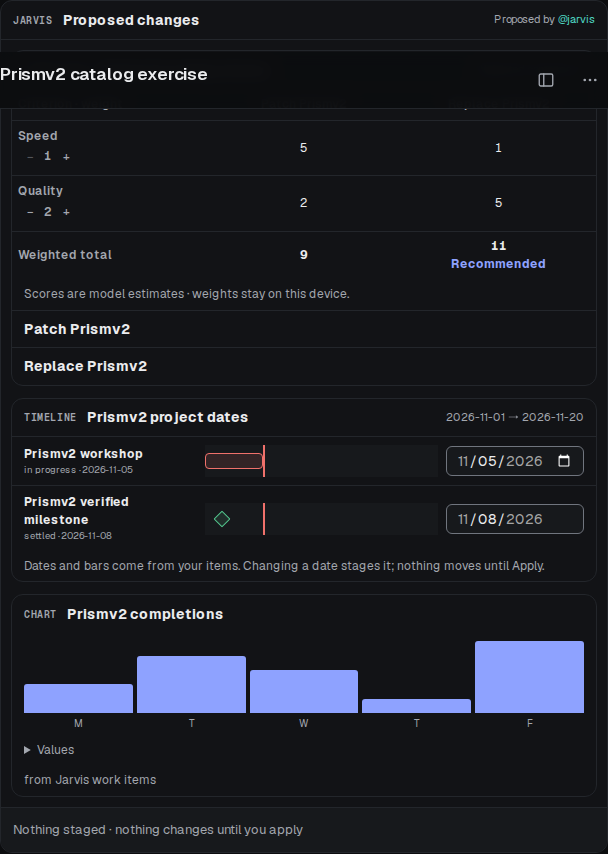 JARVIS Proposed changes Proposed by @jarvis
Prismv2 catalog exercise
Speed
− 1 + 5 1
Quality
− 2 + 2 5
Weighted total 9 11
Recommended
Scores are model estimates · weights stay on this device.
Patch Prismv2
Replace Prismv2
TIMELINE Prismv2 project dates 2026-11-01 → 2026-11-20
Prismv2 workshop
in progress ·2026-11-05
11/05/2026
Prismv2 verified
milestone
settled ·2026-11-08
11/08/2026
Dates and bars come from your items. Changing a date stages it; nothing moves until Apply.
CHART Prismv2 completions
M T W T F
Values
from Jarvis work items
Nothing staged · nothing changes until you apply